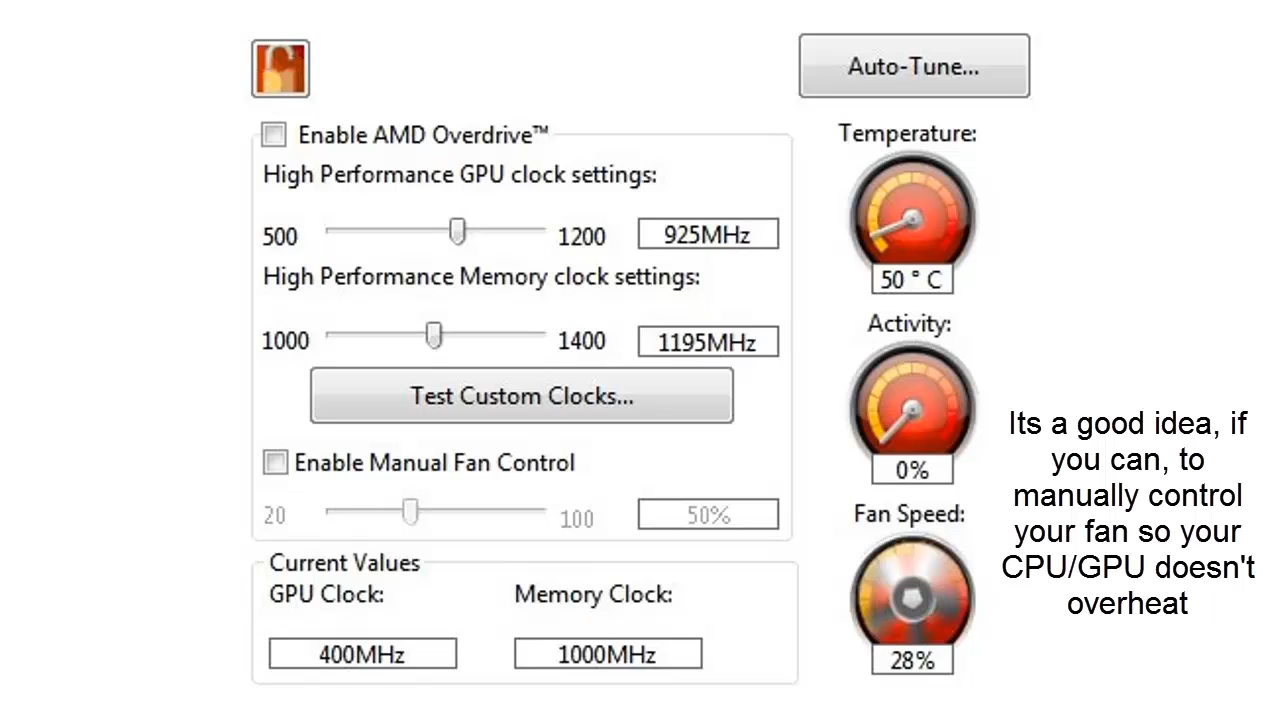 Auto-Tune...
Enable AMD Overdrive™
High Performance GPU clock settings:
500 1200 925MHz
High Performance Memory clock settings:
1000 1400 1195MHz
Test Custom Clocks...
Enable Manual Fan Control
20 100 50%
Current Values
GPU Clock: Memory Clock:
400MHz 1000MHz
Temperature:
50 ° C
Activity:
0%
Fan Speed:
28%
Its a good idea, if
you can, to
manually control
your fan so your
CPU/GPU doesn't
overheat